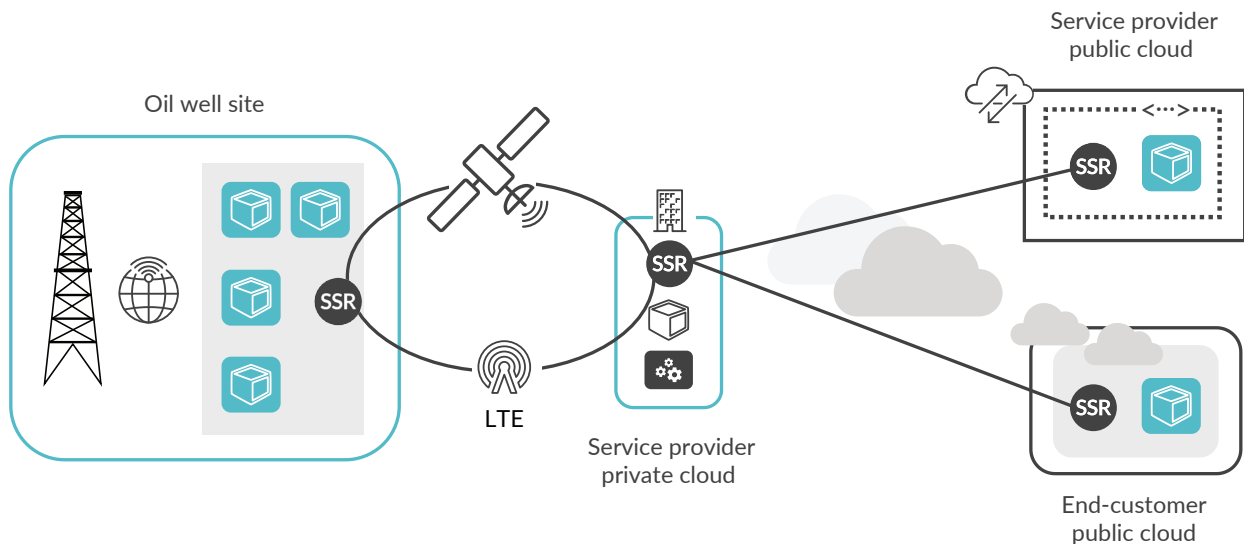 Service provider
public cloud
Oil well site
<···>
SSR
SSR
SSR
LTE
Service provider
private cloud
SSR
End-customer
public cloud